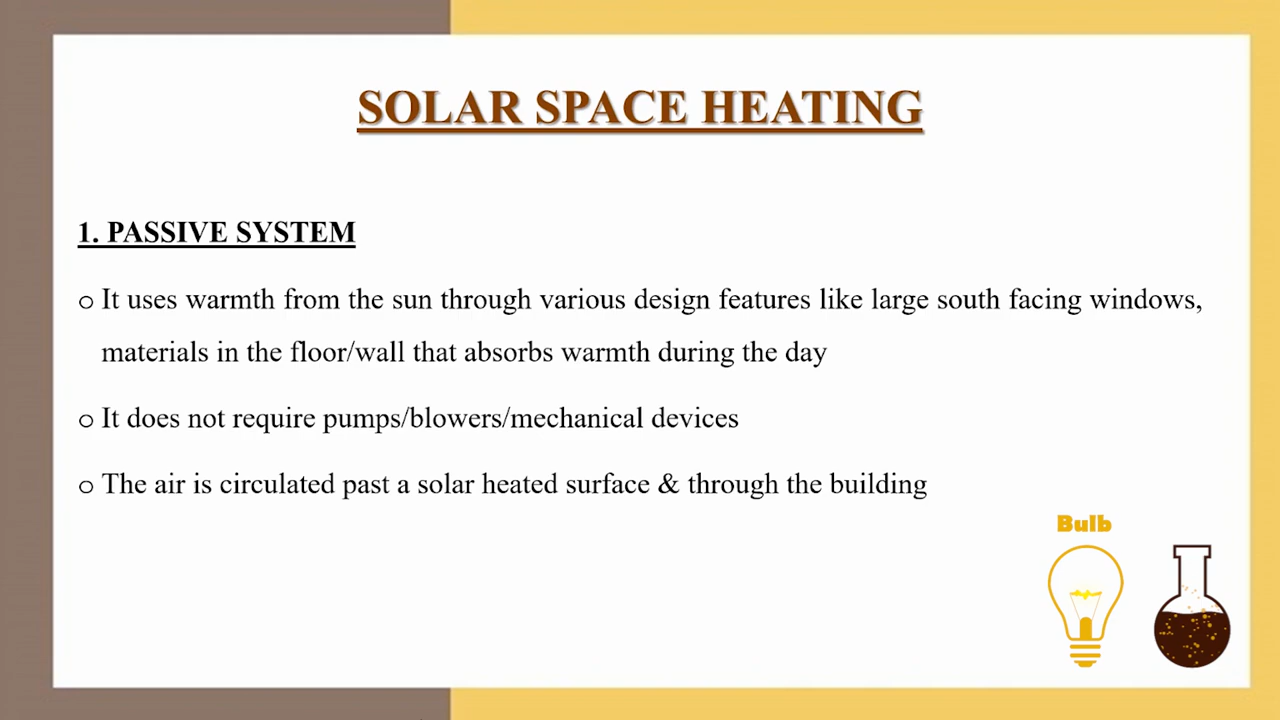 SOLAR SPACE HEATING
1. PASSIVE SYSTEM
o It uses warmth from the sun through various design features like large south facing windows,
materials in the floor/wall that absorbs warmth during the day
o It does not require pumps/blowers/mechanical devices
o The air is circulated past a solar heated surface & through the building
Bulb